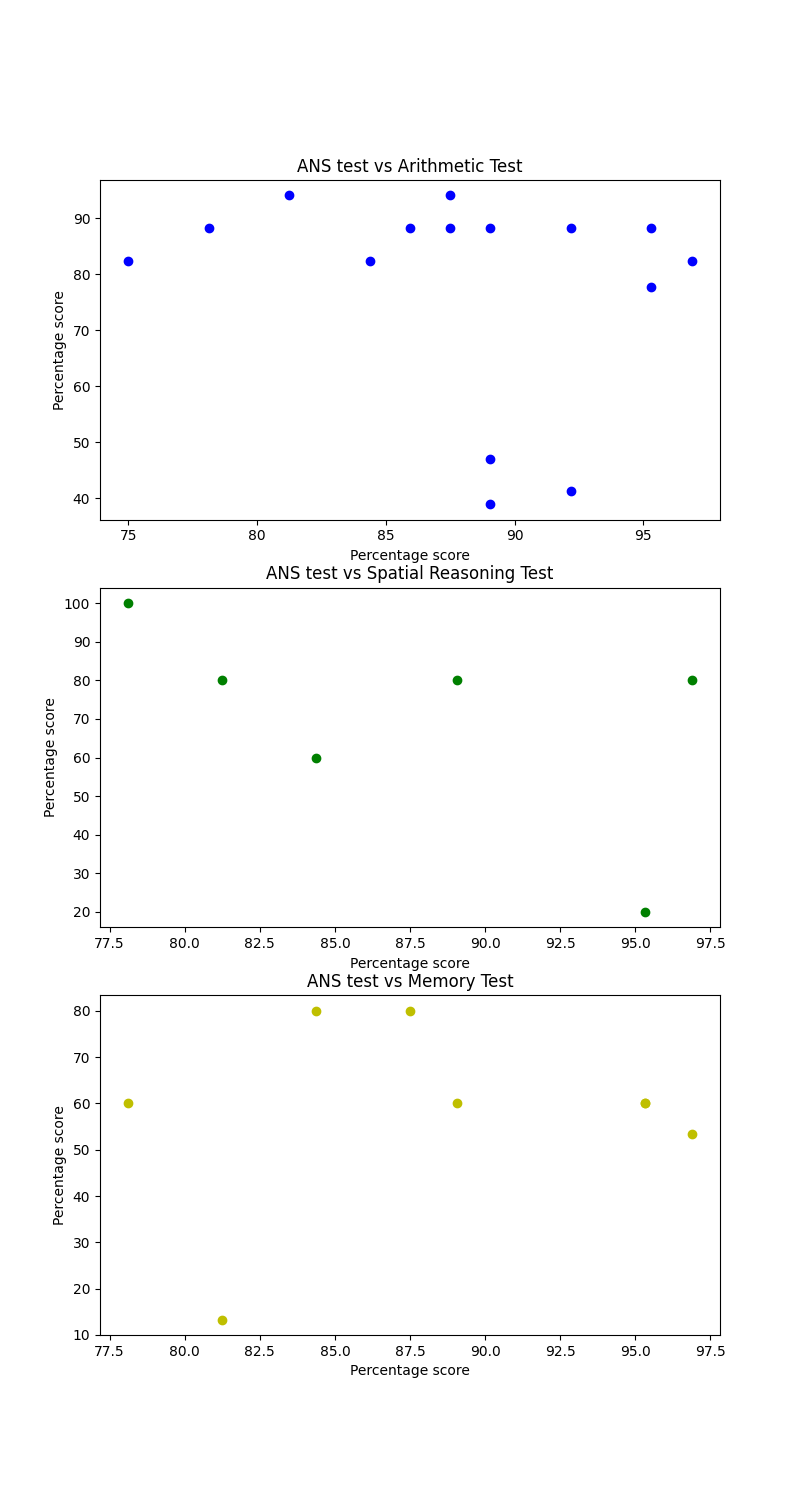 ANS test vs Arithmetic Test
90
80
70
60
50
40
Percentage score
75 80 85 90 95
Percentage score
ANS test vs Spatial Reasoning Test
100
90
80
70
60
50
40
30
20
Percentage score
77.5 80.0 82.5 85.0 87.5 90.0 92.5 95.0 97.5
Percentage score
ANS test vs Memory Test
80
70
60
50
40
30
20
10
Percentage score
77.5 80.0 82.5 85.0 87.5 90.0 92.5 95.0 97.5
Percentage score